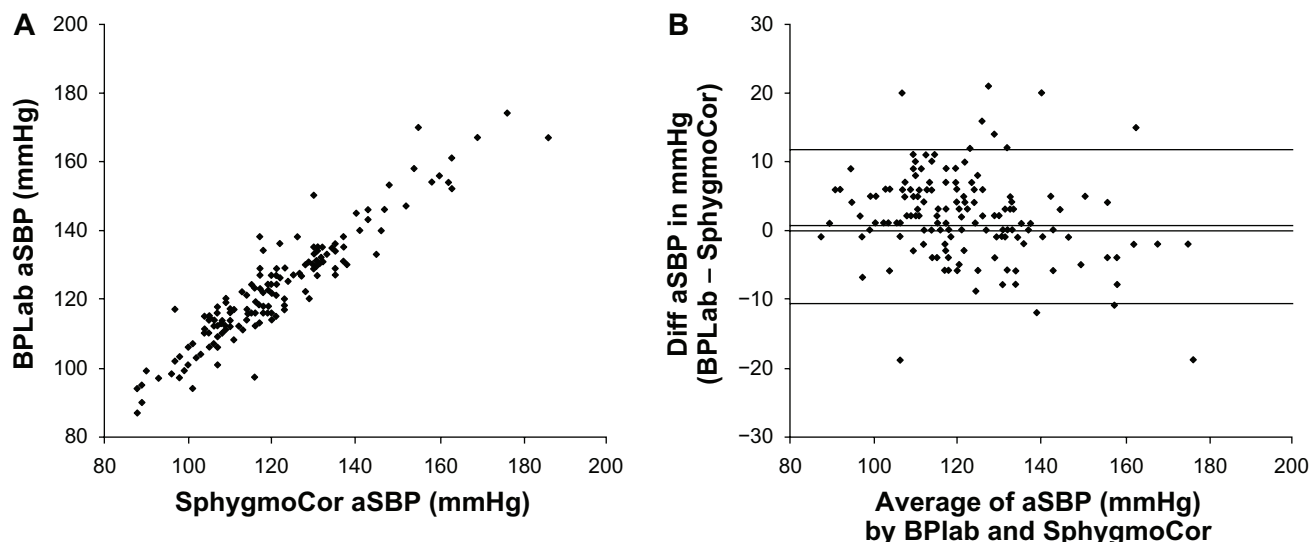 A
BPLab aSBP (mmHg)
200
180
160
140
120
100
80
80 100 120 140 160 180 200
SphygmoCor aSBP (mmHg)
B
Diff aSBP in mmHg
(BPLab – SphygmoCor)
30
20
10
0
−10
−20
−30
80 100 120 140 160 180 200
Average of aSBP (mmHg)
by BPlab and SphygmoCor